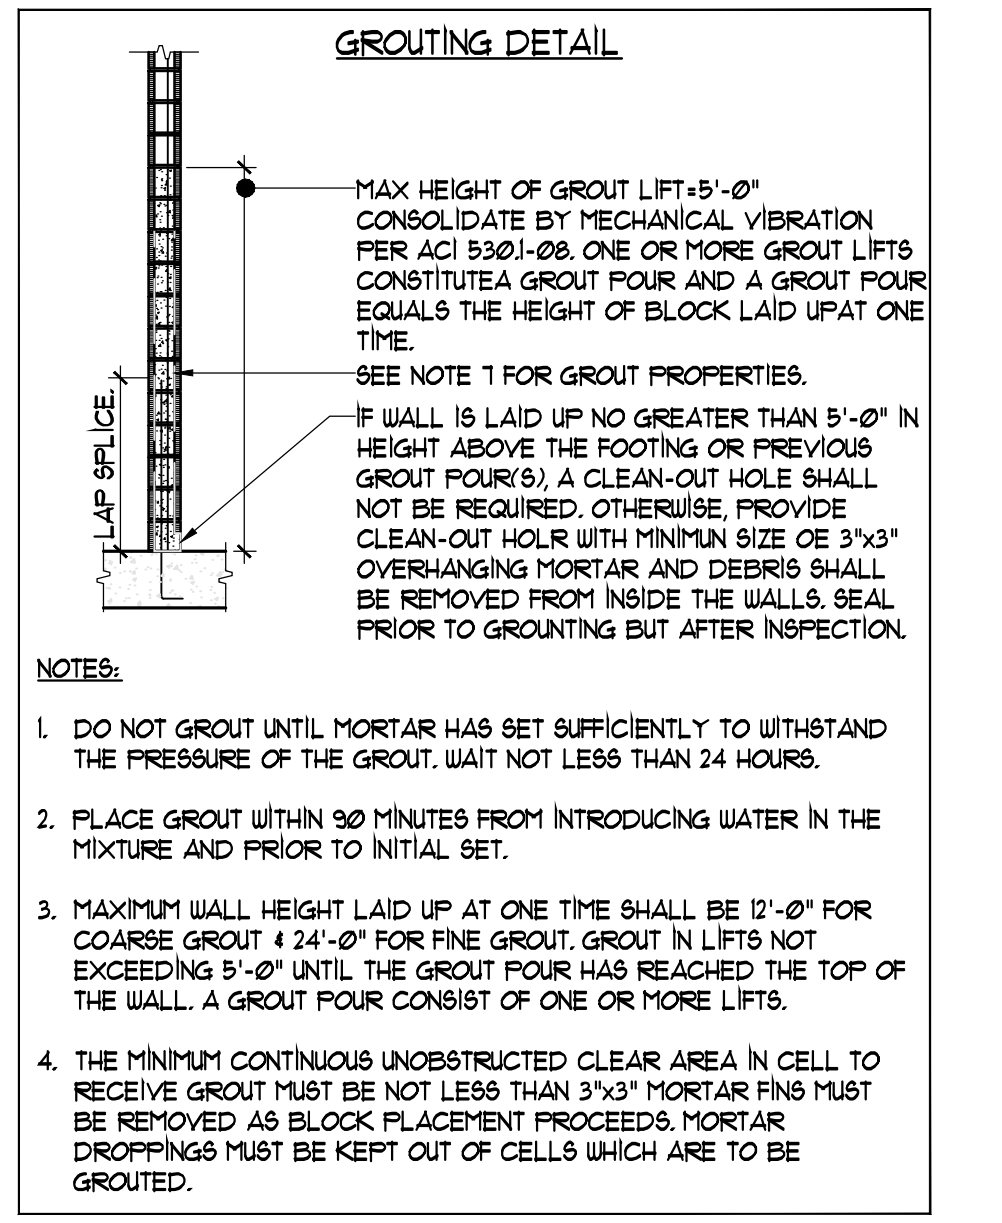 GROUTING DETAIL
MAX HEIGHT OF GROUT LIFT=5'-0"
CONSOLIDATE BY MECHANICAL VIBRATION
PER ACI 530.1-08. ONE OR MORE GROUT LIFTS
CONSTITUTEA GROUT POUR AND A GROUT POUR
EQUALS THE HEIGHT OF BLOCK LAID UPAT ONE
TIME.
SEE NOTE 7 FOR GROUT PROPERTIES.
LAP SPLICE.
IF WALL IS LAID UP NO GREATER THAN 5'-0" IN
HEIGHT ABOVE THE FOOTING OR PREVIOUS
GROUT POUR(S), A CLEAN-OUT HOLE SHALL
NOT BE REQUIRED. OTHERWISE, PROVIDE
CLEAN-OUT HOLR WITH MINIMUN SIZE OE 3"x3"
OVERHANGING MORTAR AND DEBRIS SHALL
BE REMOVED FROM INSIDE THE WALLS. SEAL
PRIOR TO GROUNTING BUT AFTER INSPECTION.
NOTES:
1. DO NOT GROUT UNTIL MORTAR HAS SET SUFFICIENTLY TO WITHSTAND
THE PRESSURE OF THE GROUT. WAIT NOT LESS THAN 24 HOURS.
2. PLACE GROUT WITHIN 90 MINUTES FROM INTRODUCING WATER IN THE
MIXTURE AND PRIOR TO INITIAL SET.
3. MAXIMUM WALL HEIGHT LAID UP AT ONE TIME SHALL BE 12'-0" FOR
COARSE GROUT & 24'-0" FOR FINE GROUT. GROUT IN LIFTS NOT
EXCEEDING 5'-0" UNTIL THE GROUT POUR HAS REACHED THE TOP OF
THE WALL. A GROUT POUR CONSIST OF ONE OR MORE LIFTS.
4. THE MINIMUM CONTINUOUS UNOBSTRUCTED CLEAR AREA IN CELL TO
RECEIVE GROUT MUST BE NOT LESS THAN 3"x3" MORTAR FINS MUST
BE REMOVED AS BLOCK PLACEMENT PROCEEDS. MORTAR
DROPPINGS MUST BE KEPT OUT OF CELLS WHICH ARE TO BE
GROUTED.